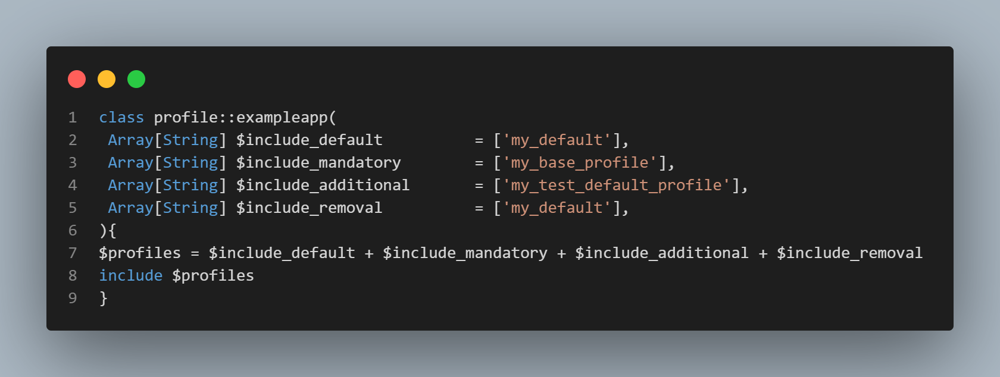 1 class profile::exampleapp(
2  Array[String] $include_default          = ['my_default'],
3  Array[String] $include_mandatory        = ['my_base_profile'],
4  Array[String] $include_additional       = ['my_test_default_profile'],
5  Array[String] $include_removal          = ['my_default'],
6 ){
7 $profiles = $include_default + $include_mandatory + $include_additional + $include_removal
8 include $profiles
9 }